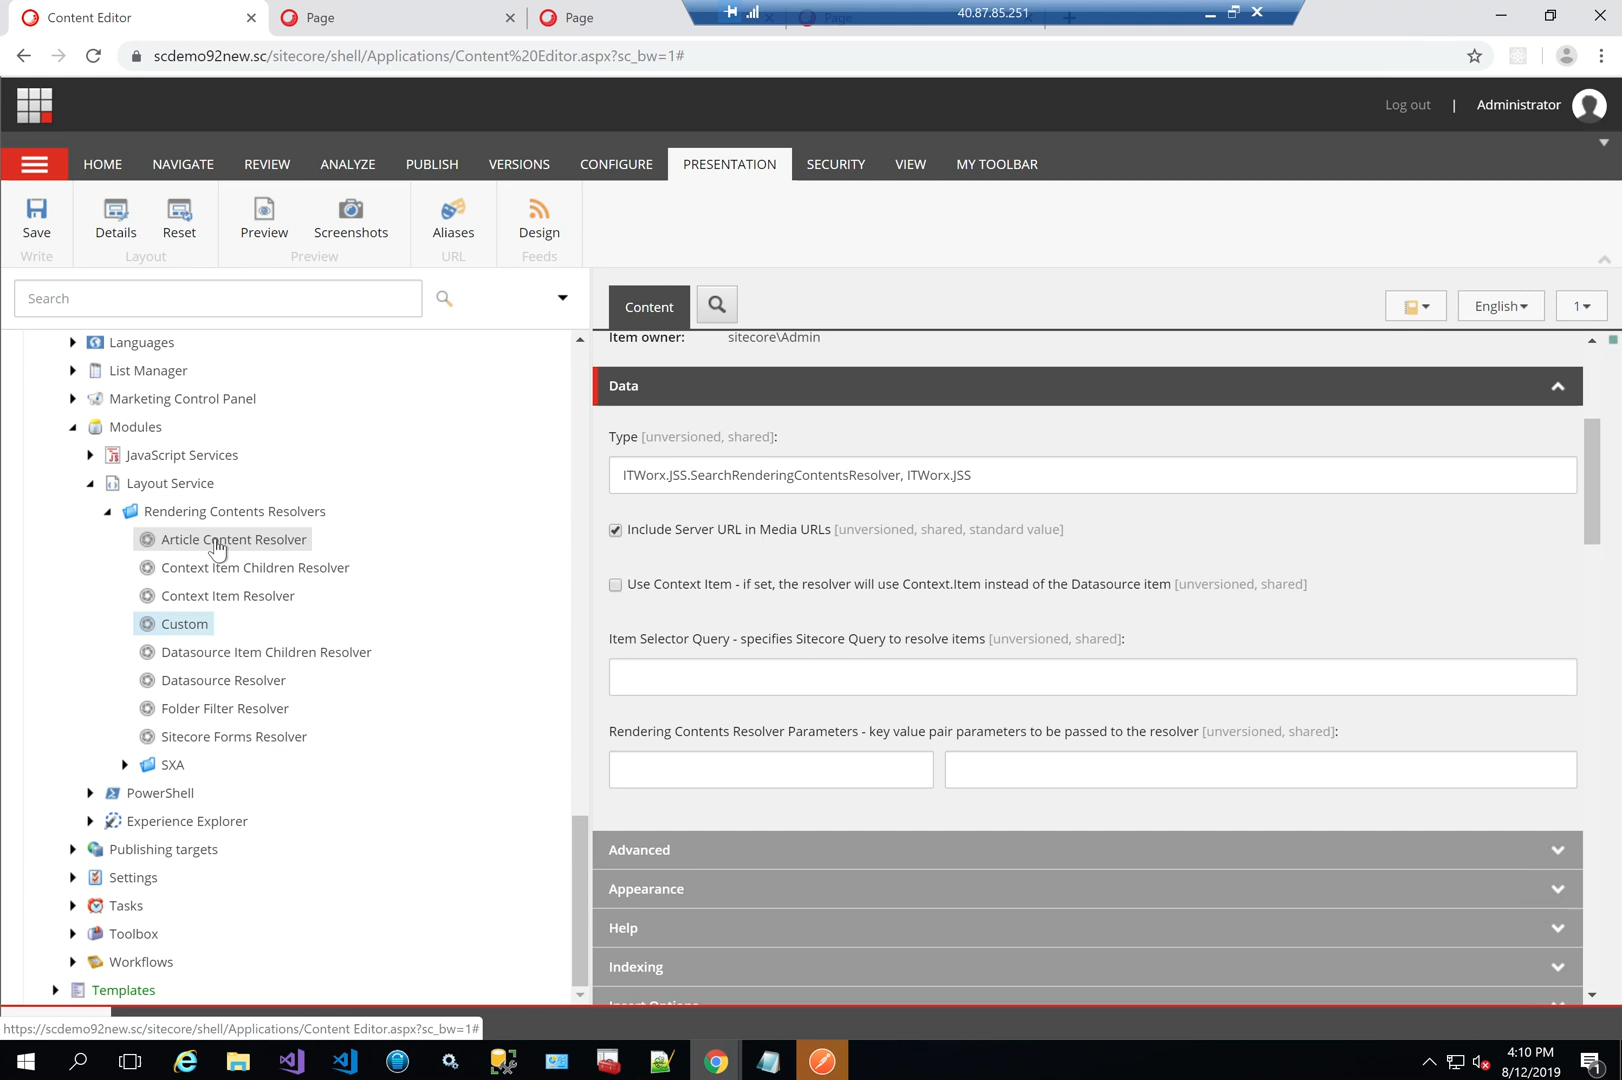 Content Editor
Page
Page
40.87.85.251
Page
scdemo92new.sc/sitecore/shell/Applications/Content%20Editor.aspx?sc_bw=1#
Log out | Administrator
HOME NAVIGATE REVIEW ANALYZE PUBLISH VERSIONS CONFIGURE PRESENTATION SECURITY VIEW MY TOOLBAR
Save Details Reset Preview Screenshots Aliases Design
Write Layout Preview URL Feeds
Search
Content
English
1
Languages
List Manager
Marketing Control Panel
Modules
JavaScript Services
Layout Service
Rendering Contents Resolvers
Article Content Resolver
Context Item Children Resolver
Context Item Resolver
Custom
Datasource Item Children Resolver
Datasource Resolver
Folder Filter Resolver
Sitecore Forms Resolver
SXA
PowerShell
Experience Explorer
Publishing targets
Settings
Tasks
Toolbox
Workflows
Templates
Item owner: sitecore\Admin
Data
Type [unversioned, shared]:
ITWorx.JSS.SearchRenderingContentsResolver, ITWorx.JSS
Include Server URL in Media URLs [unversioned, shared, standard value]
Use Context Item - if set, the resolver will use Context.Item instead of the Datasource item [unversioned, shared]
Item Selector Query - specifies Sitecore Query to resolve items [unversioned, shared]:
Rendering Contents Resolver Parameters - key value pair parameters to be passed to the resolver [unversioned, shared]:
Advanced
Appearance
Help
Indexing
Insert Options
https://scdemo92new.sc/sitecore/shell/Applications/Content Editor.aspx?sc_bw=1#
4:10 PM
8/12/2019
1